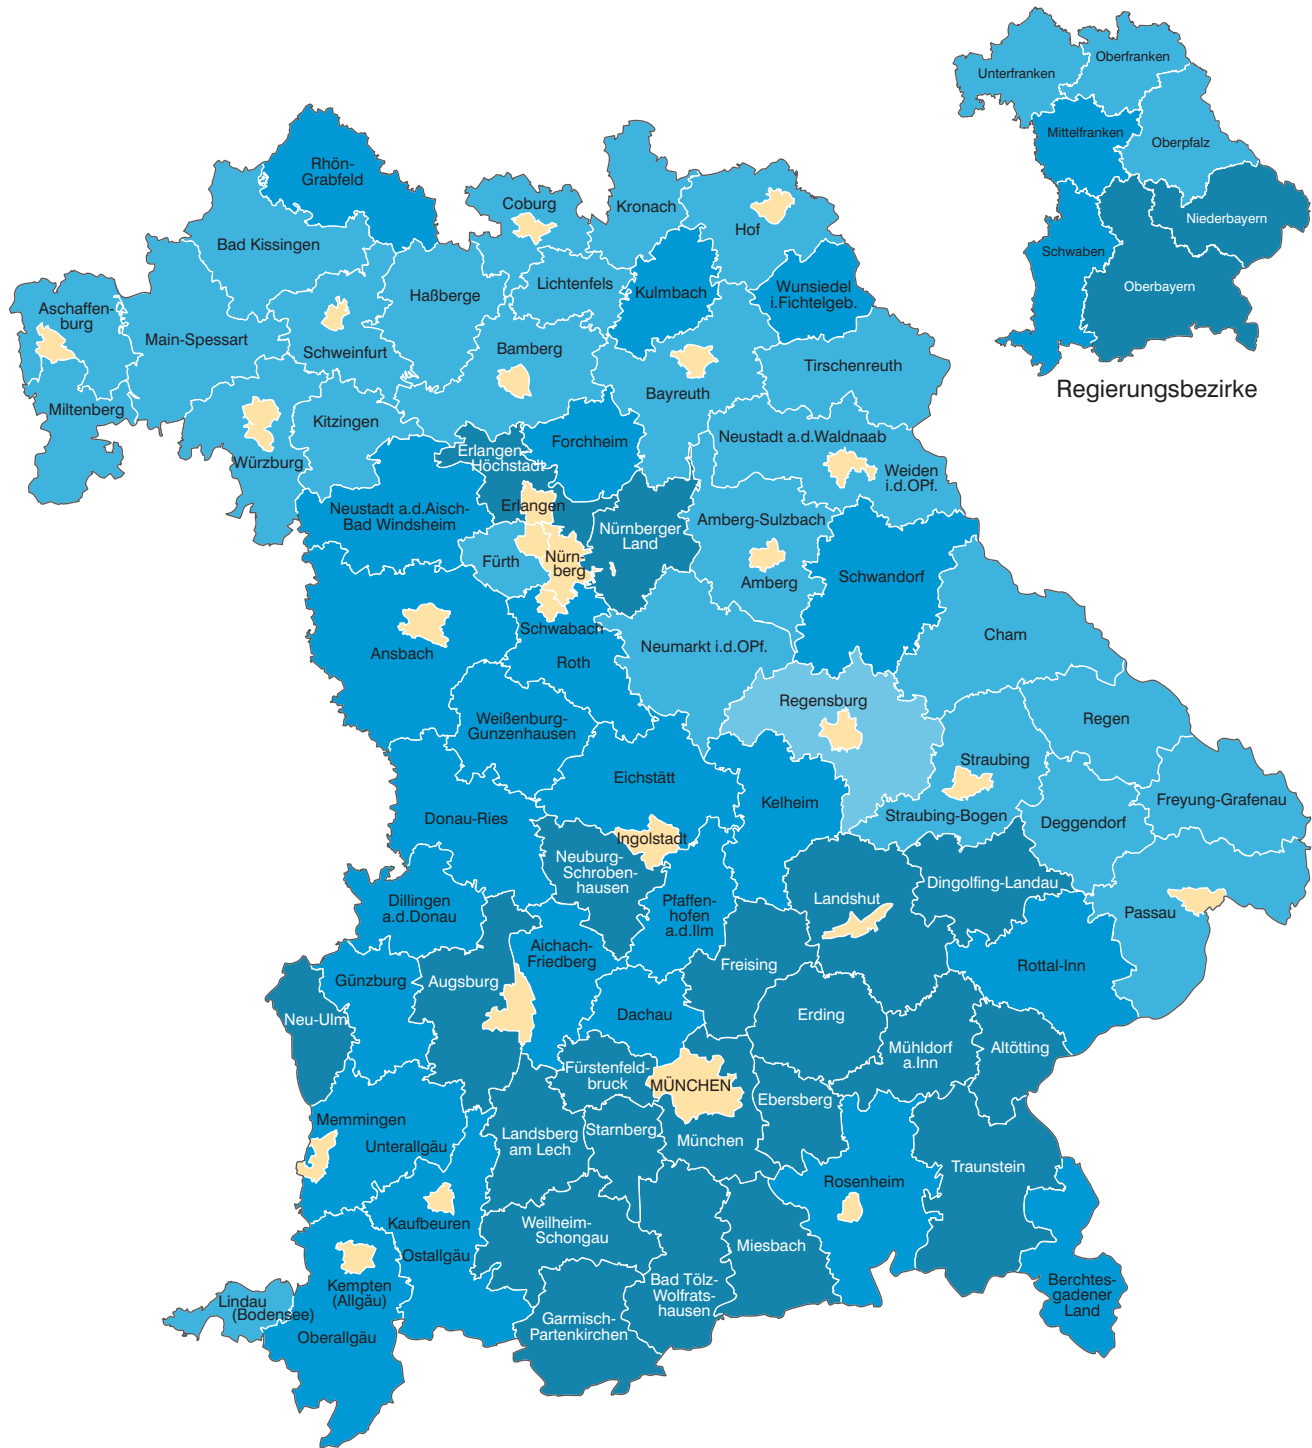 Unterfranken
Oberfranken
Mittelfranken
Oberpfalz
Niederbayern
Schwaben
Oberbayern
Regierungsbezirke
Rhön-
Grabfeld
Bad Kissingen
Coburg
Kronach
Hof
Lichtenfels
Haßberge
Kulmbach
Wunsiedel
i.Fichtelgeb.
Aschaffen-
burg
Main-Spessart
Schweinfurt
Bamberg
Bayreuth
Tirschenreuth
Miltenberg
Kitzingen
Würzburg
Forchheim
Erlangen-
Höchstadt
Neustadt a.d.Waldnaab
Weiden
i.d.OPf.
Neustadt a.d.Aisch-
Bad Windsheim
Erlangen
Nürnberger
Land
Amberg-Sulzbach
Fürth
Nürn-
berg
Amberg
Schwandorf
Schwabach
Roth
Ansbach
Neumarkt i.d.OPf.
Cham
Regensburg
Weißenburg-
Gunzenhausen
Regen
Straubing
Eichstätt
Kelheim
Freyung-Grafenau
Donau-Ries
Straubing-Bogen
Deggendorf
Ingolstadt
Neuburg-
Schroben-
hausen
Dingolfing-Landau
Dillingen
a.d.Donau
Pfaffen-
hofen
a.d.Ilm
Landshut
Passau
Aichach-
Friedberg
Freising
Rottal-Inn
Günzburg
Augsburg
Neu-Ulm
Dachau
Erding
Mühldorf
a.Inn
Altötting
Fürstenfeld-
bruck
MÜNCHEN
Ebersberg
Memmingen
Unterallgäu
Landsberg
am Lech
Starnberg
München
Traunstein
Rosenheim
Kaufbeuren
Weilheim-
Schongau
Miesbach
Ostallgäu
Kempten
(Allgäu)
Bad Tölz-
Wolfrats-
hausen
Berchtes-
gadener
Land
Lindau
(Bodensee)
Oberallgäu
Garmisch-
Partenkirchen